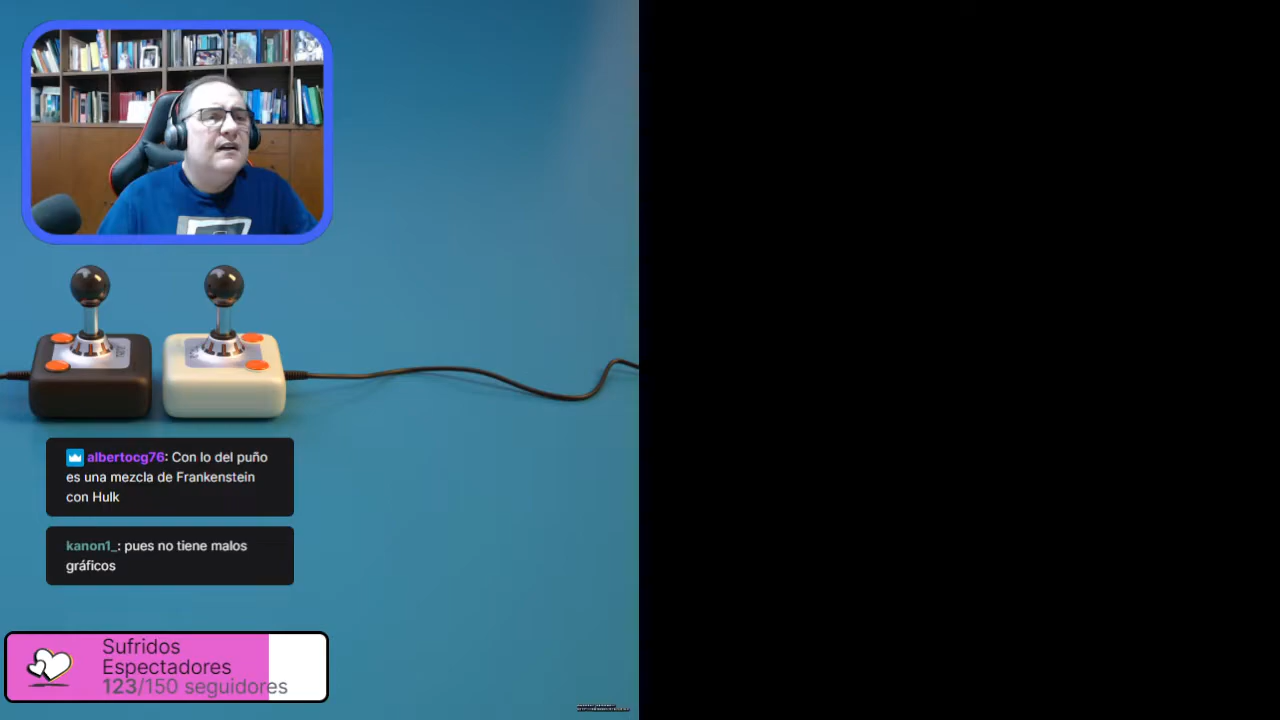 albertocg76: Con lo del puño
es una mezcla de Frankenstein
con Hulk
kanon1_: pues no tiene malos
gráficos
Sufridos
Espectadores
123/150 seguidores